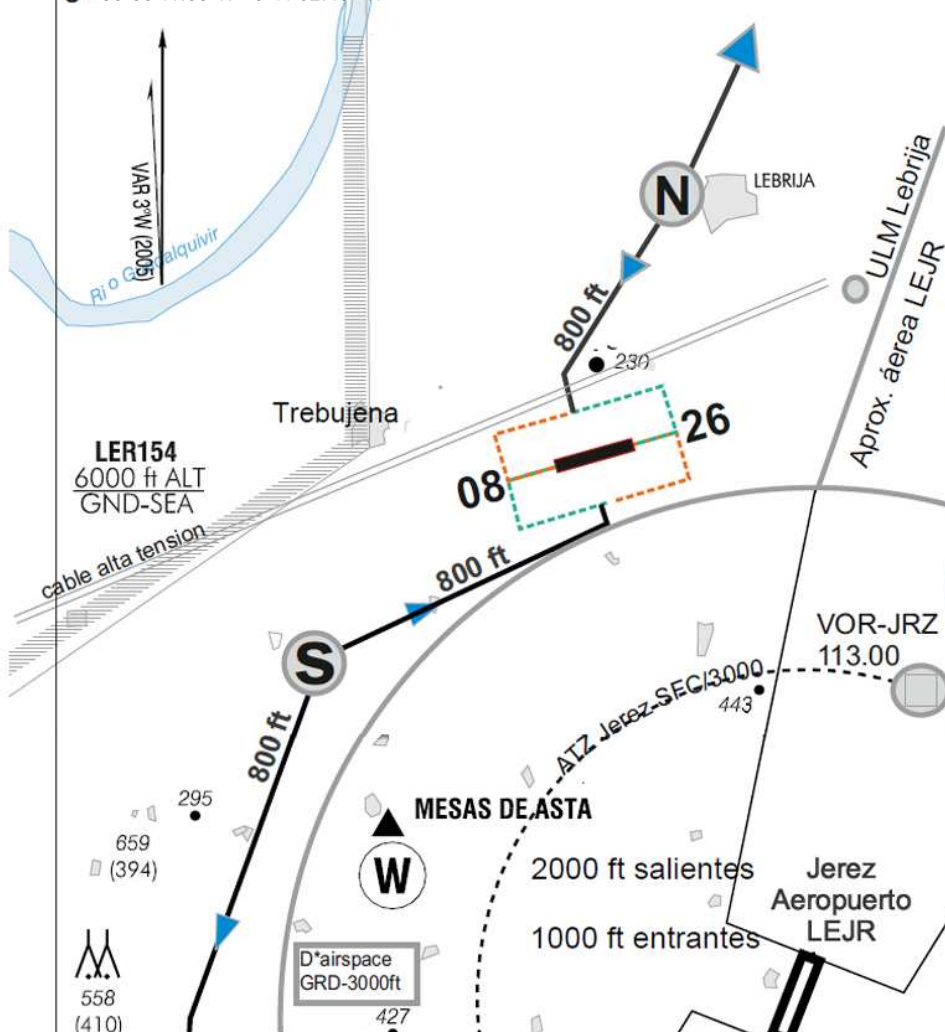 VAR 3°W (2005)
Rio Guadalquivir
N
LEBRIJA
ULM Lebrija
Aprox. áerea LEJR
800 ft
230
Trebujena
26
08
LER154
6000 ft ALT
GND-SEA
cable alta tension
800 ft
S
VOR-JRZ
113.00
ATZ Jerez-SFC/3000
443
800 ft
295
659
(394)
MESAS DE ASTA
W
2000 ft salientes
1000 ft entrantes
Jerez
Aeropuerto
LEJR
D*airspace
GRD-3000ft
558
(410)
427